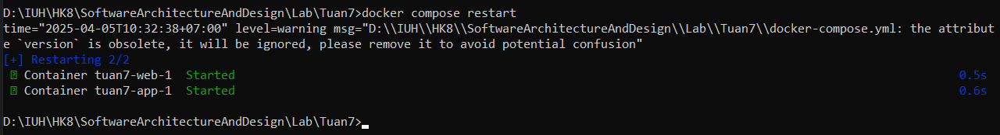 D:\IUH\HK8\SoftwareArchitectureAndDesign\Lab\Tuan7>docker compose restart
time="2025-04-05T10:32:38+07:00" level=warning msg="D:\\IUH\\HK8\\SoftwareArchitectureAndDesign\\Lab\\Tuan7\\docker-compose.yml: the attribut
e `version` is obsolete, it will be ignored, please remove it to avoid potential confusion"
[+] Restarting 2/2
Container tuan7-web-1  Started 0.5s
Container tuan7-app-1  Started 0.6s
D:\IUH\HK8\SoftwareArchitectureAndDesign\Lab\Tuan7>